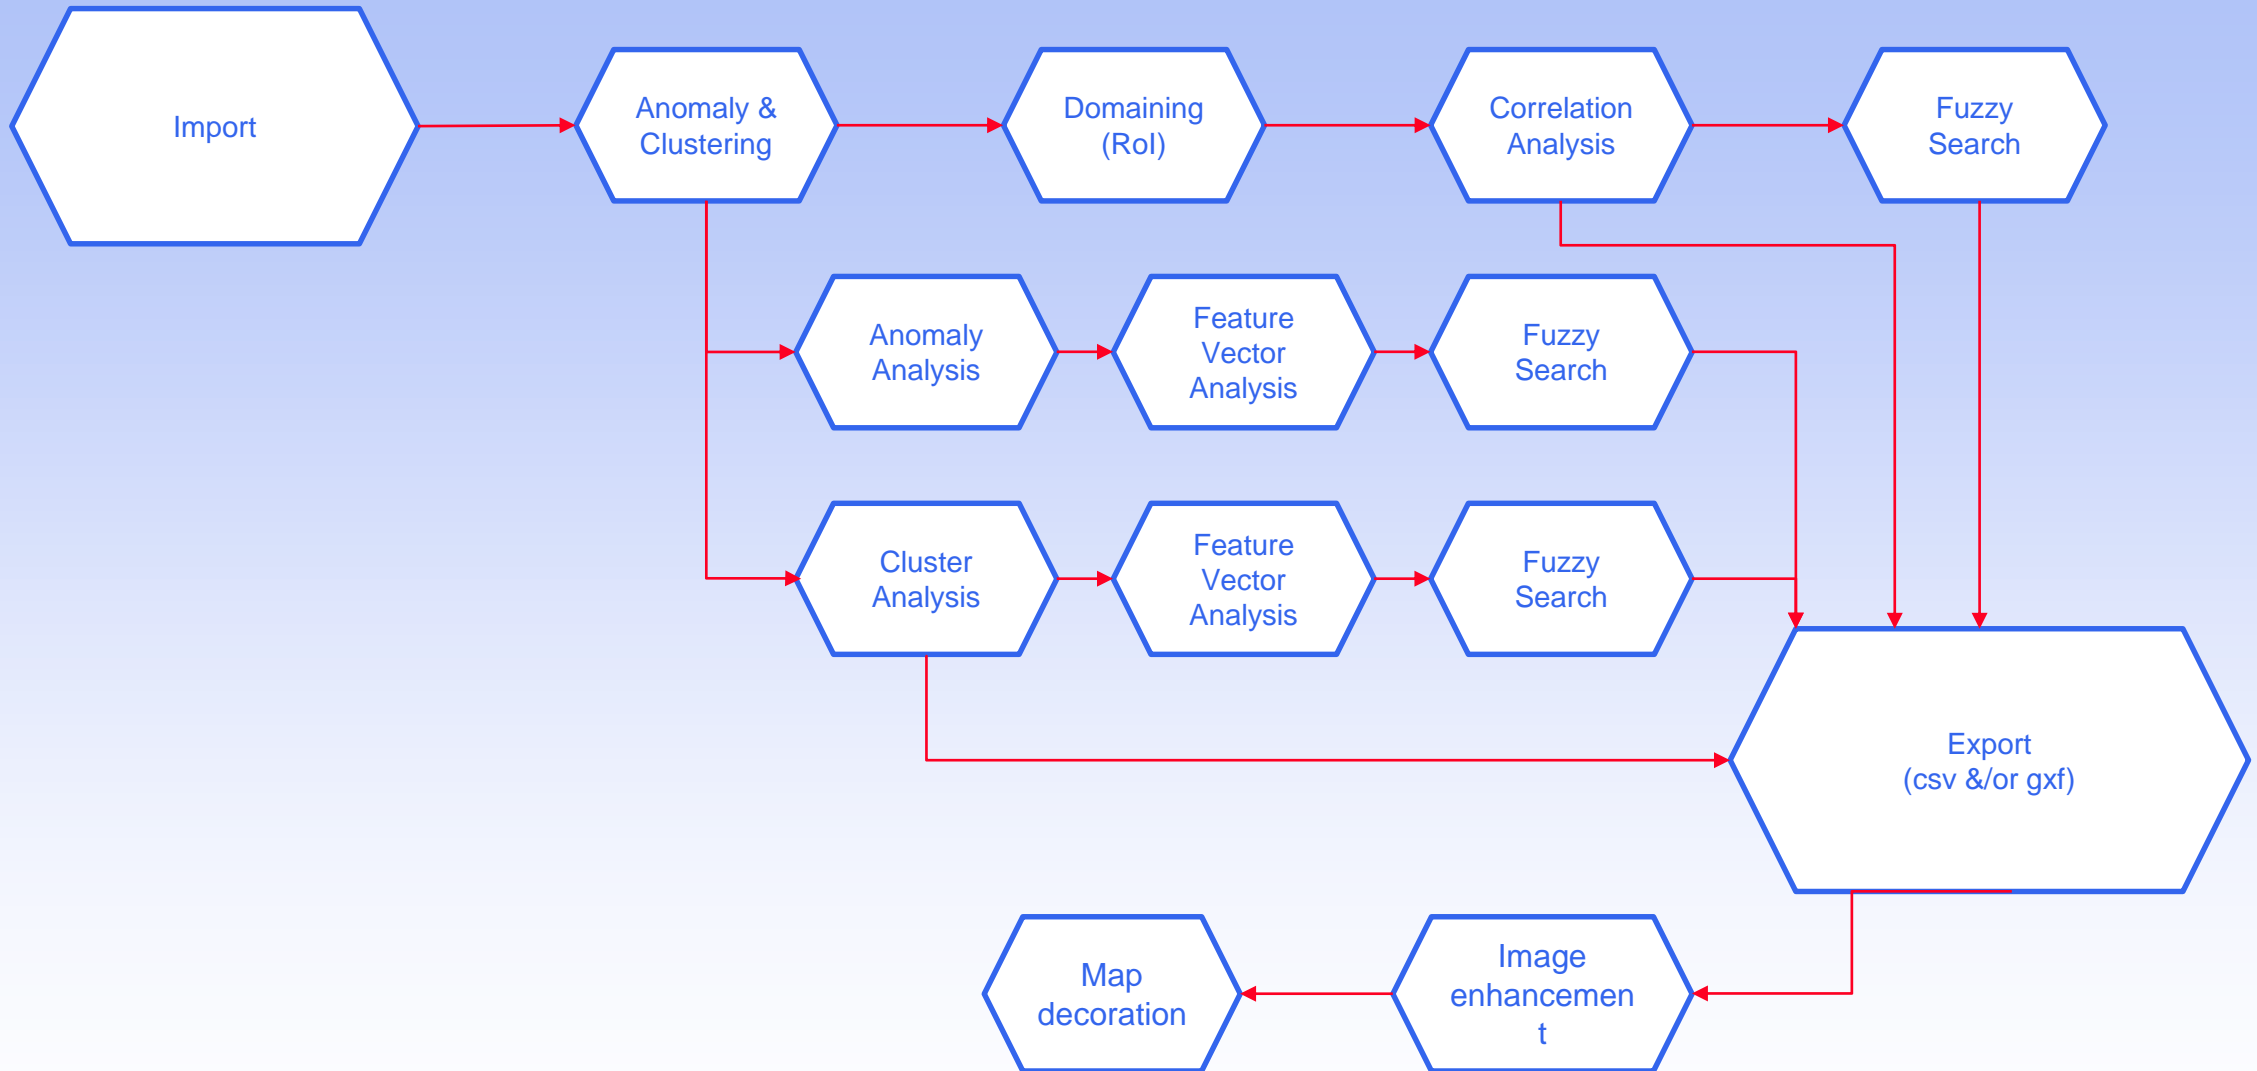 Import
Anomaly &
Clustering
Domaining
(RoI)
Correlation
Analysis
Fuzzy
Search
Anomaly
Analysis
Feature
Vector
Analysis
Fuzzy
Search
Cluster
Analysis
Feature
Vector
Analysis
Fuzzy
Search
Export
(csv &/or gxf)
Map
decoration
Image
enhancemen
t